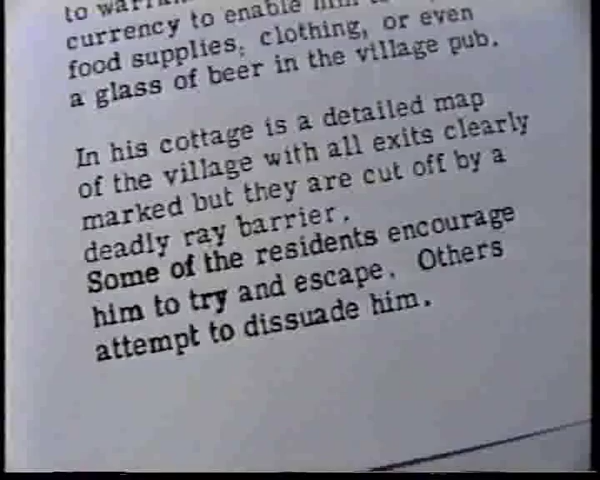 to
currency to enable him
food supplies, clothing, or even
a glass of beer in the village pub.
In his cottage is a detailed map
of the village with all exits clearly
marked but they are cut off by a
deadly ray barrier.
Some of the residents encourage
him to try and escape. Others
attempt to dissuade him.